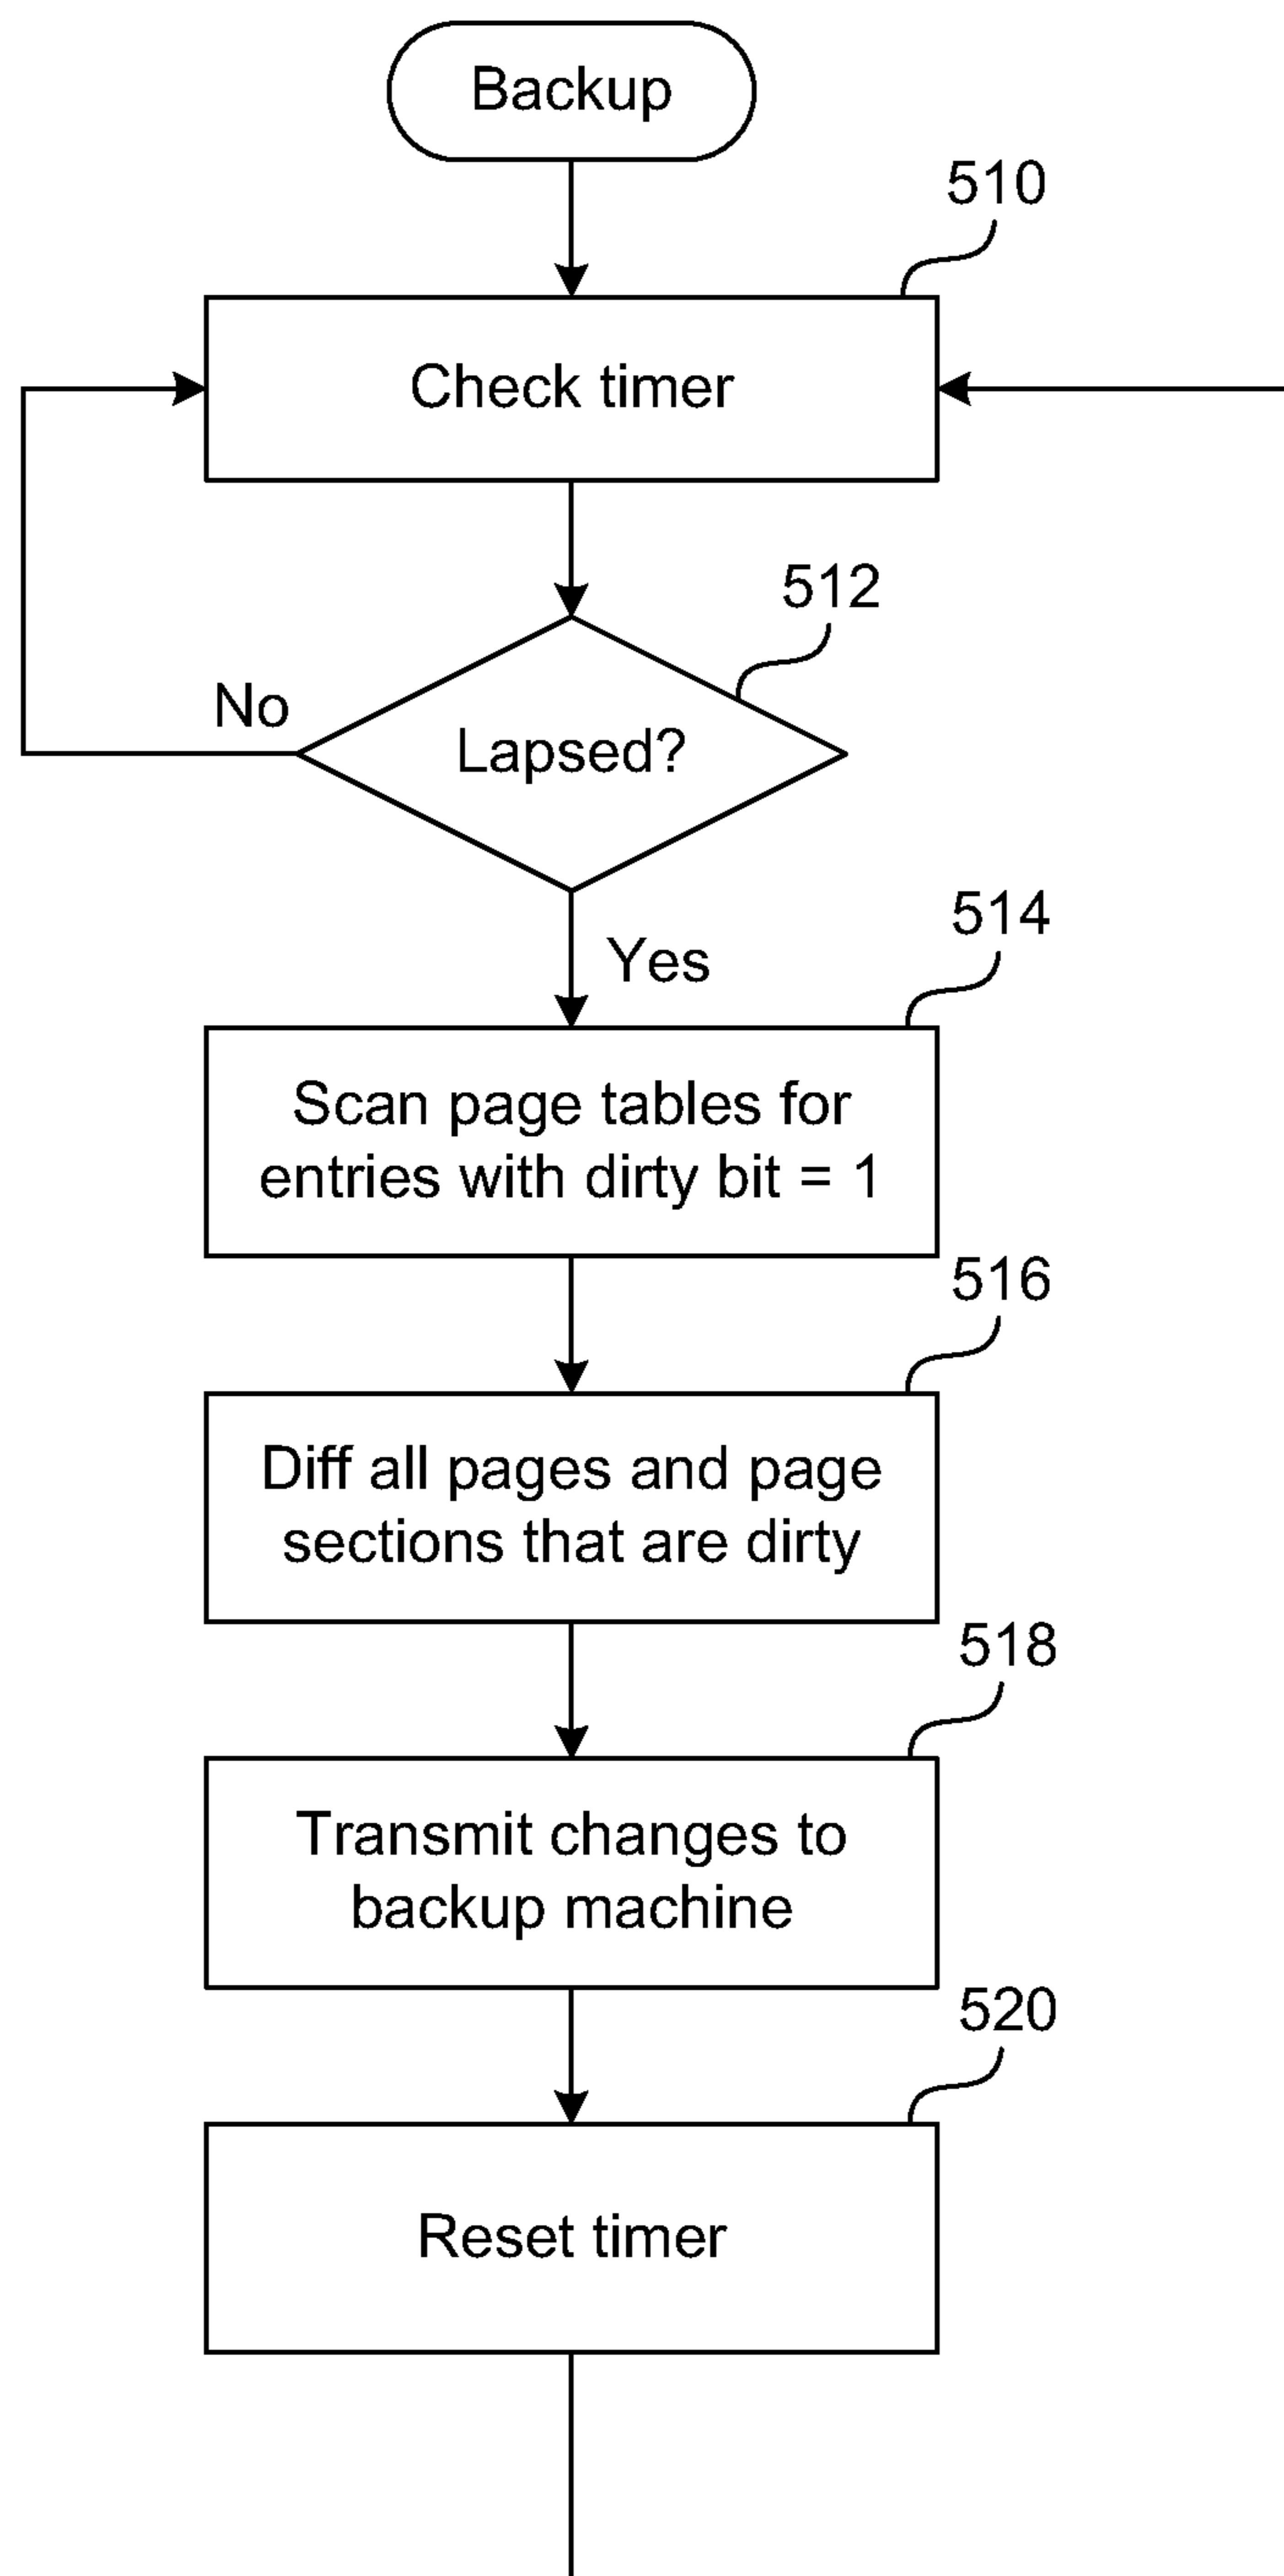 Backup
510
Check timer
512
No
Lapsed?
Yes
514
Scan page tables for
entries with dirty bit = 1
516
Diff all pages and page
sections that are dirty
518
Transmit changes to
backup machine
520
Reset timer